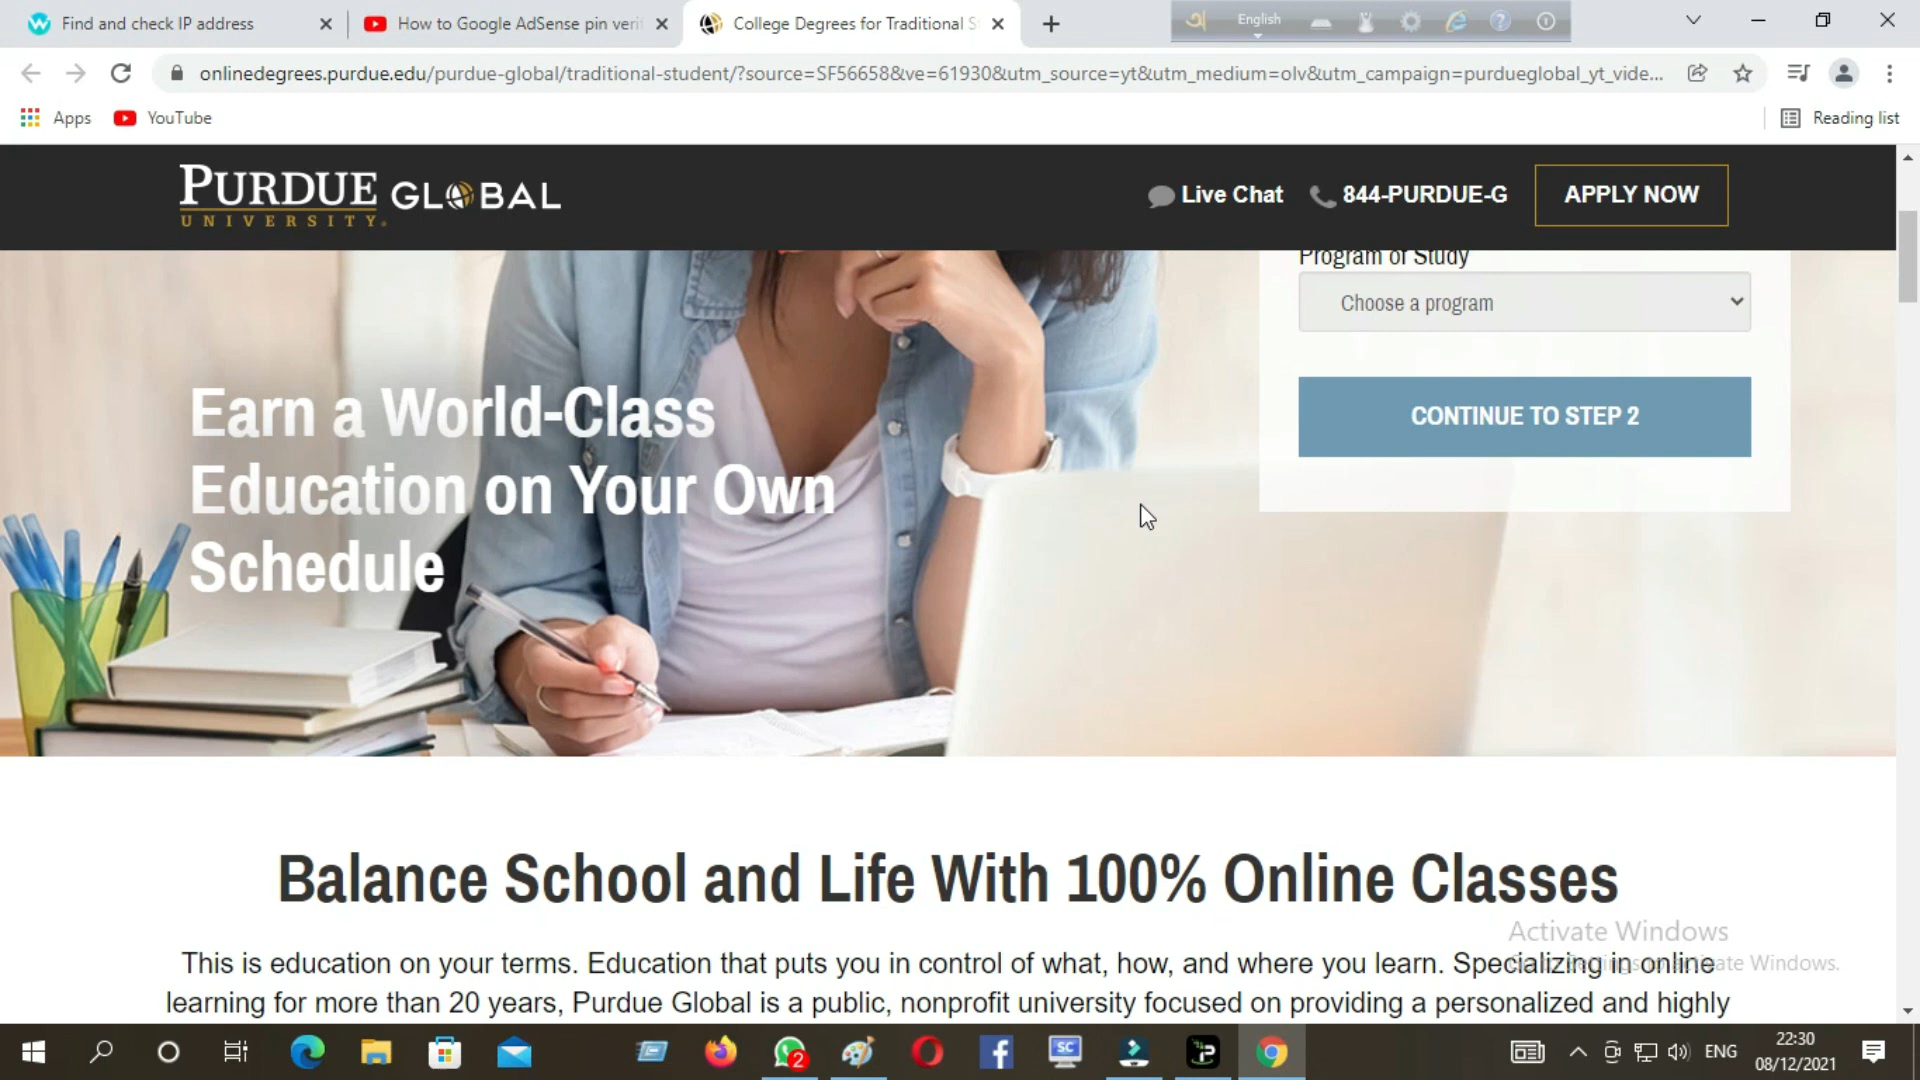 Find and check IP address
How to Google AdSense pin veri
College Degrees for Traditional S
English
onlinedegrees.purdue.edu/purdue-global/traditional-student/?source=SF56658&ve=61930&utm_source=yt&utm_medium=olv&utm_campaign=purdueglobal_yt_vide...
Apps
YouTube
Reading list
PURDUE GLOBAL
UNIVERSITY
Live Chat
844-PURDUE-G
APPLY NOW
Program of Study
Choose a program
CONTINUE TO STEP 2
Earn a World-Class
Education on Your Own
Schedule
Balance School and Life With 100% Online Classes
Activate Windows
This is education on your terms. Education that puts you in control of what, how, and where you learn. Specializing in online
Windows.
learning for more than 20 years, Purdue Global is a public, nonprofit university focused on providing a personalized and highly
2
SC
ENG
22:30
08/12/2021